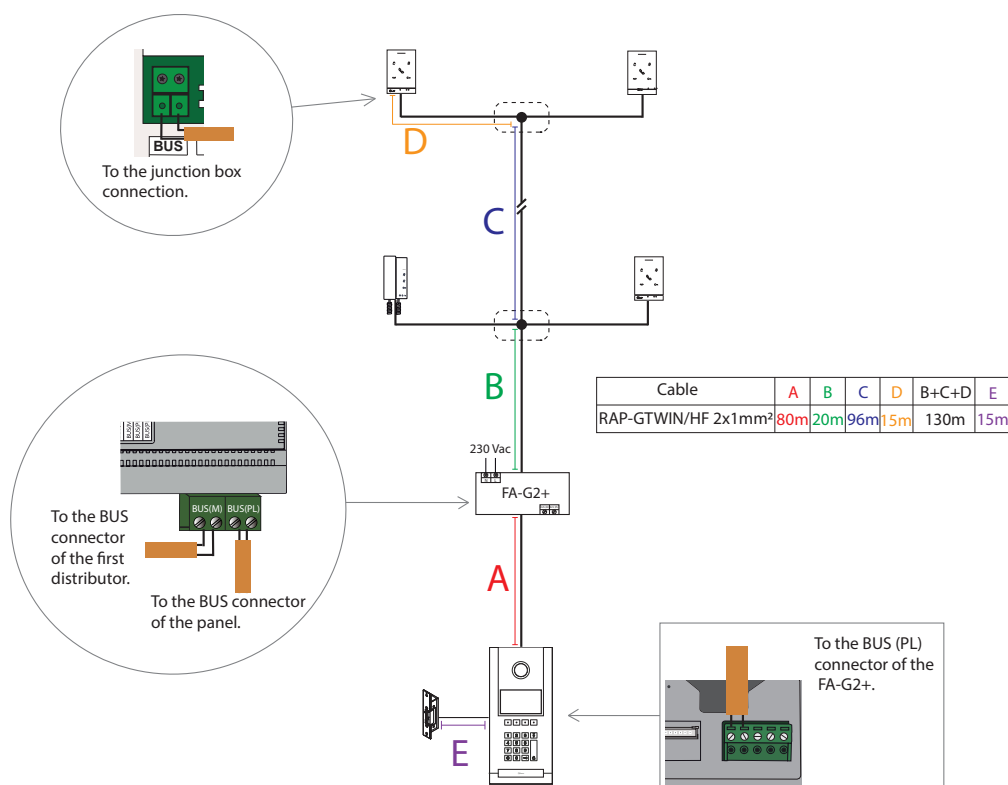 BUS
To the junction box
connection.
D
C
B
Cable A B C D B+C+D E
RAP-GTWIN/HF 2x1mm² 80m 20m 96m 15m 130m 15m
230 Vac
FA-G2+
BUS(M) BUS(PL)
To the BUS
connector
of the first
distributor.
To the BUS connector
of the panel.
A
To the BUS (PL)
connector of the
FA-G2+.
E